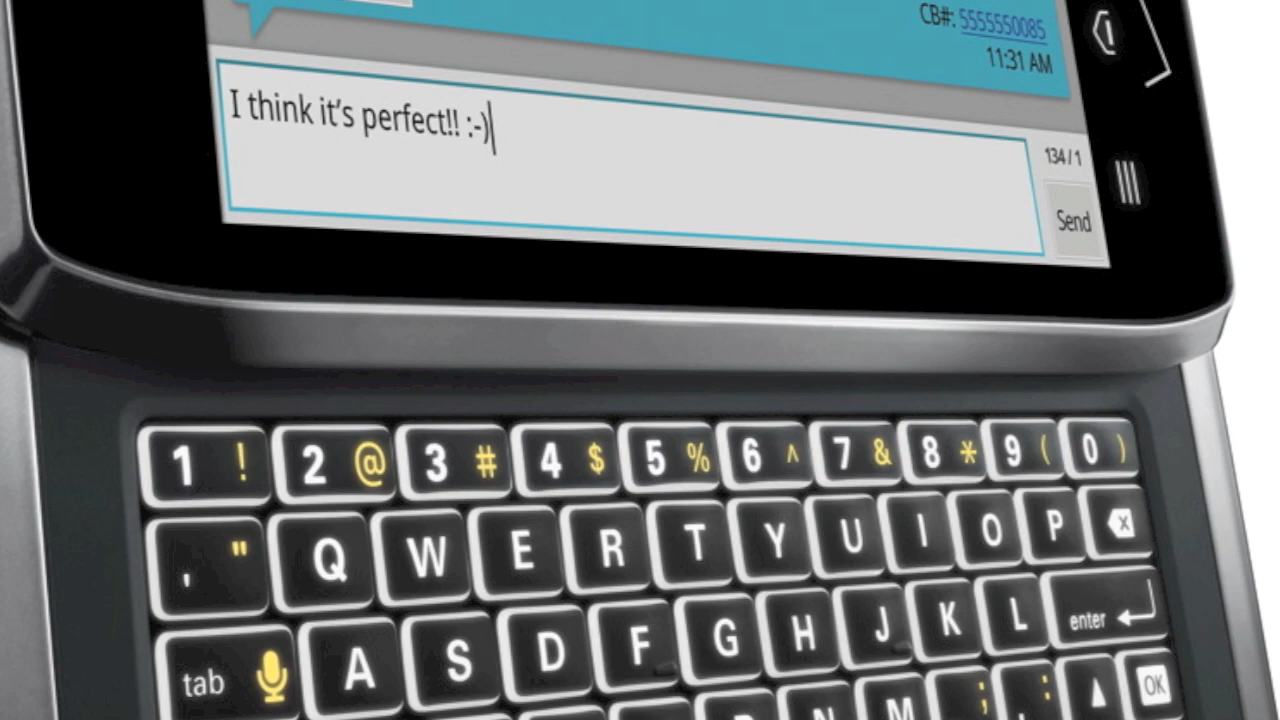 CB#: 5555550085
11:31 AM
I think it's perfect!! :-)
134 / 1
Send
1 ! 2 @ 3 # 4 $ 5 % 6 ^ 7 & 8 * 9 ( 0 )
, " Q W E R T Y U I O P
tab A S D F G H J K L enter
N M ; : OK